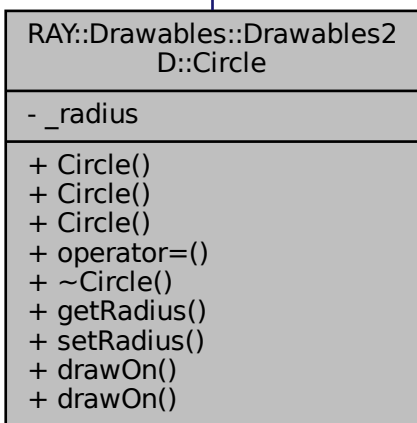 RAY::Drawables::Drawables2
D::Circle
- _radius
+ Circle()
+ Circle()
+ Circle()
+ operator=()
+ ~Circle()
+ getRadius()
+ setRadius()
+ drawOn()
+ drawOn()